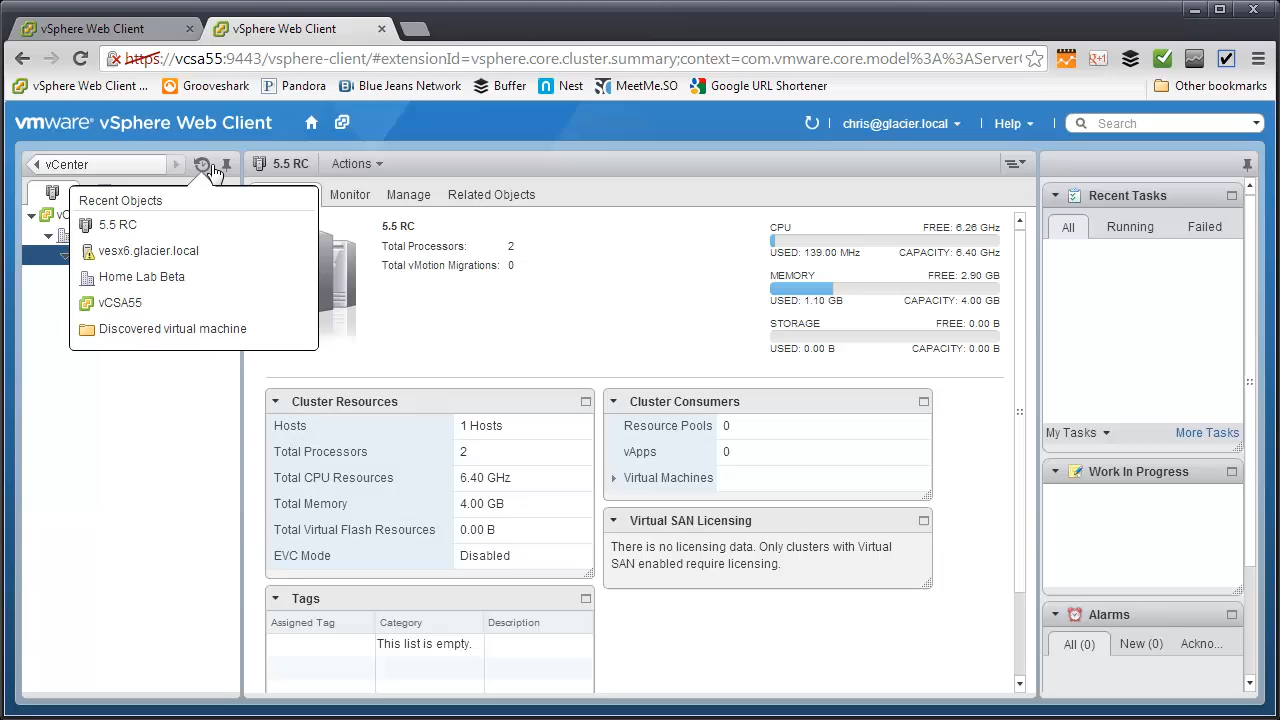 vSphere Web Client
vSphere Web Client
https://vcsa55:9443/vsphere-client/#extensionId=vsphere.core.cluster.summary;context=com.vmware.core.model%3A%3AServer
vSphere Web Client ...
Grooveshark
Pandora
Blue Jeans Network
Buffer
Nest
MeetMe.SO
Google URL Shortener
Other bookmarks
vmware vSphere Web Client
chris@glacier.local
Help
Search
vCenter
5.5 RC
Actions
Recent Objects
5.5 RC
vesx6.glacier.local
Home Lab Beta
vCSA55
Discovered virtual machine
Monitor
Manage
Related Objects
5.5 RC
Total Processors: 2
Total vMotion Migrations: 0
CPU FREE: 6.26 GHz
USED: 139.00 MHz CAPACITY: 6.40 GHz
MEMORY FREE: 2.90 GB
USED: 1.10 GB CAPACITY: 4.00 GB
STORAGE FREE: 0.00 B
USED: 0.00 B CAPACITY: 0.00 B
Cluster Resources
Hosts 1 Hosts
Total Processors 2
Total CPU Resources 6.40 GHz
Total Memory 4.00 GB
Total Virtual Flash Resources 0.00 B
EVC Mode Disabled
Tags
Assigned Tag Category Description
This list is empty.
Cluster Consumers
Resource Pools 0
vApps 0
Virtual Machines
Virtual SAN Licensing
There is no licensing data. Only clusters with Virtual
SAN enabled require licensing.
Recent Tasks
All Running Failed
My Tasks More Tasks
Work In Progress
Alarms
All (0) New (0) Ackno...